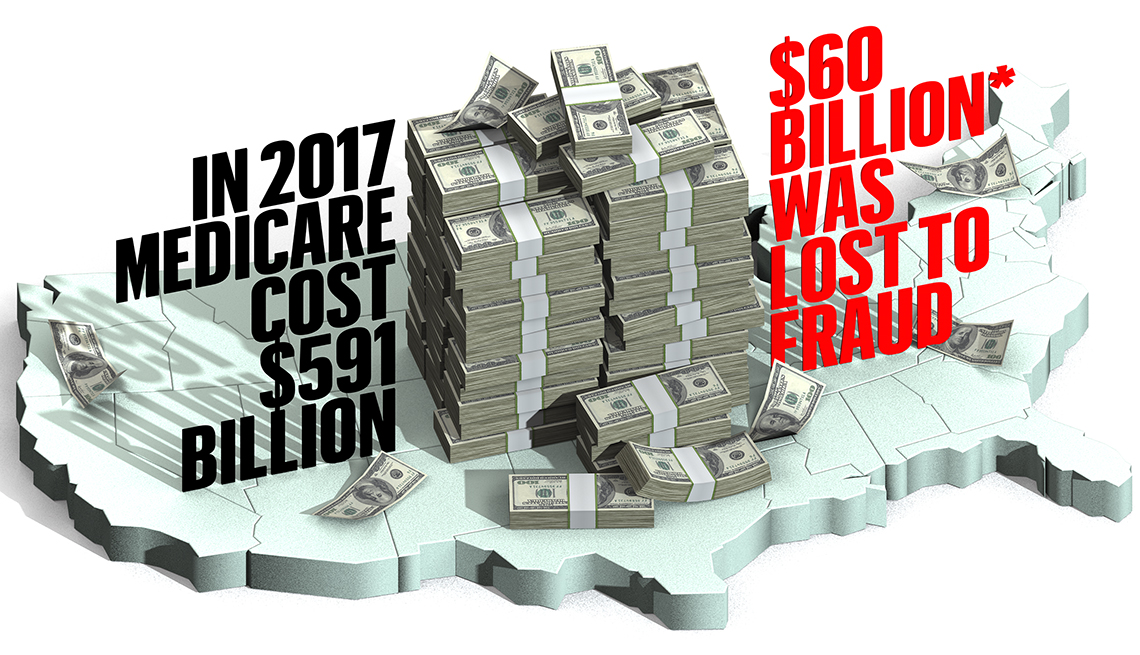 IN 2017
MEDICARE
COST
$591
BILLION
$60
BILLION*
WAS
LOST TO
FRAUD